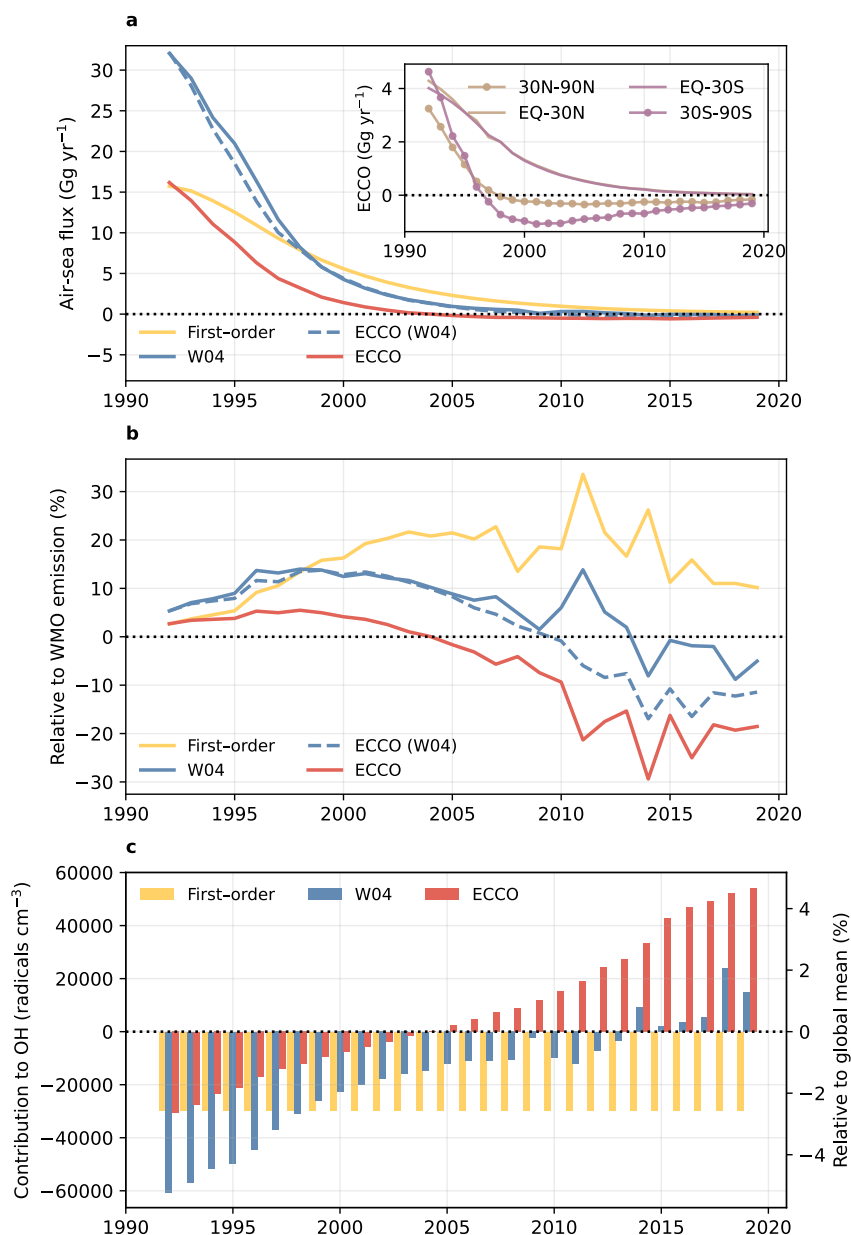 a
Air-sea flux (Gg yr−1)
30
25
20
15
10
5
0
−5
1990 1995 2000 2005 2010 2015 2020
First–order
W04
ECCO (W04)
ECCO
ECCO (Gg yr−1)
4
2
0
1990 2000 2010 2020
30N-90N
EQ-30N
EQ-30S
30S-90S
b
Relative to WMO emission (%)
30
20
10
0
−10
−20
−30
1990 1995 2000 2005 2010 2015 2020
First–order
W04
ECCO (W04)
ECCO
c
Contribution to OH (radicals cm−3)
60000
40000
20000
0
−20000
−40000
−60000
1990 1995 2000 2005 2010 2015 2020
First–order W04 ECCO
4
2
0
−2
−4
Relative to global mean (%)